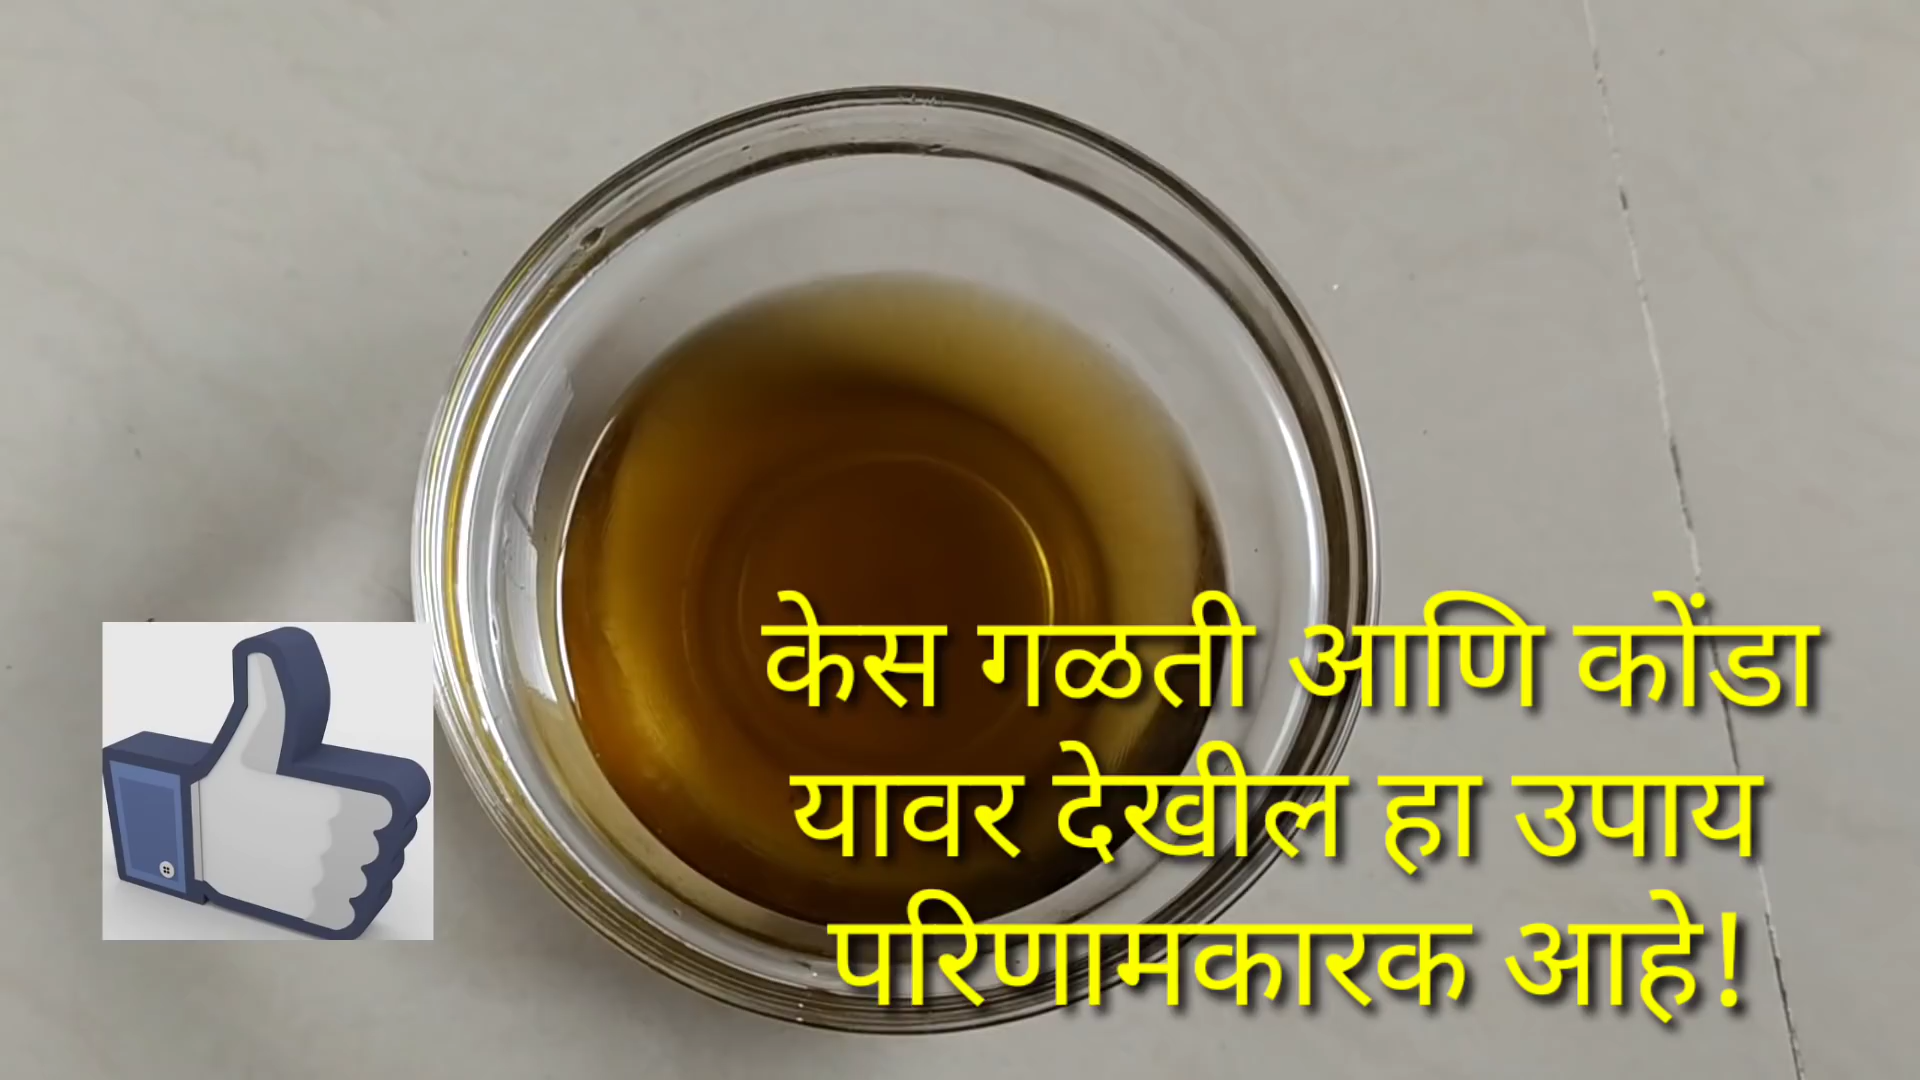 केस गळती आणि कोंडा
यावर देखील हा उपाय
परिणामकारक आहे!